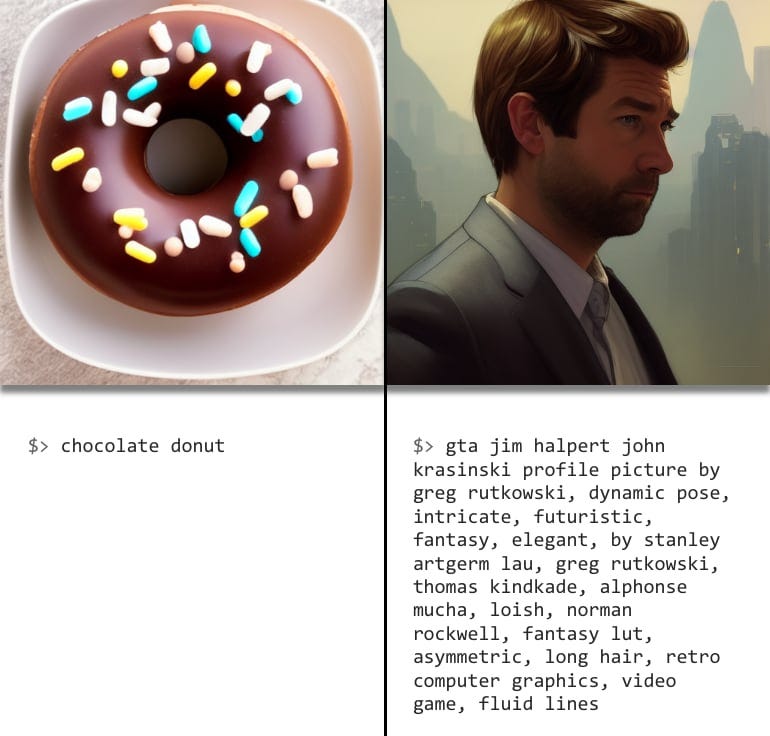 $> chocolate donut
$> gta jim halpert john
krasinski profile picture by
greg rutkowski, dynamic pose,
intricate, futuristic,
fantasy, elegant, by stanley
artgerm lau, greg rutkowski,
thomas kindkade, alphonse
mucha, loish, norman
rockwell, fantasy lut,
asymmetric, long hair, retro
computer graphics, video
game, fluid lines